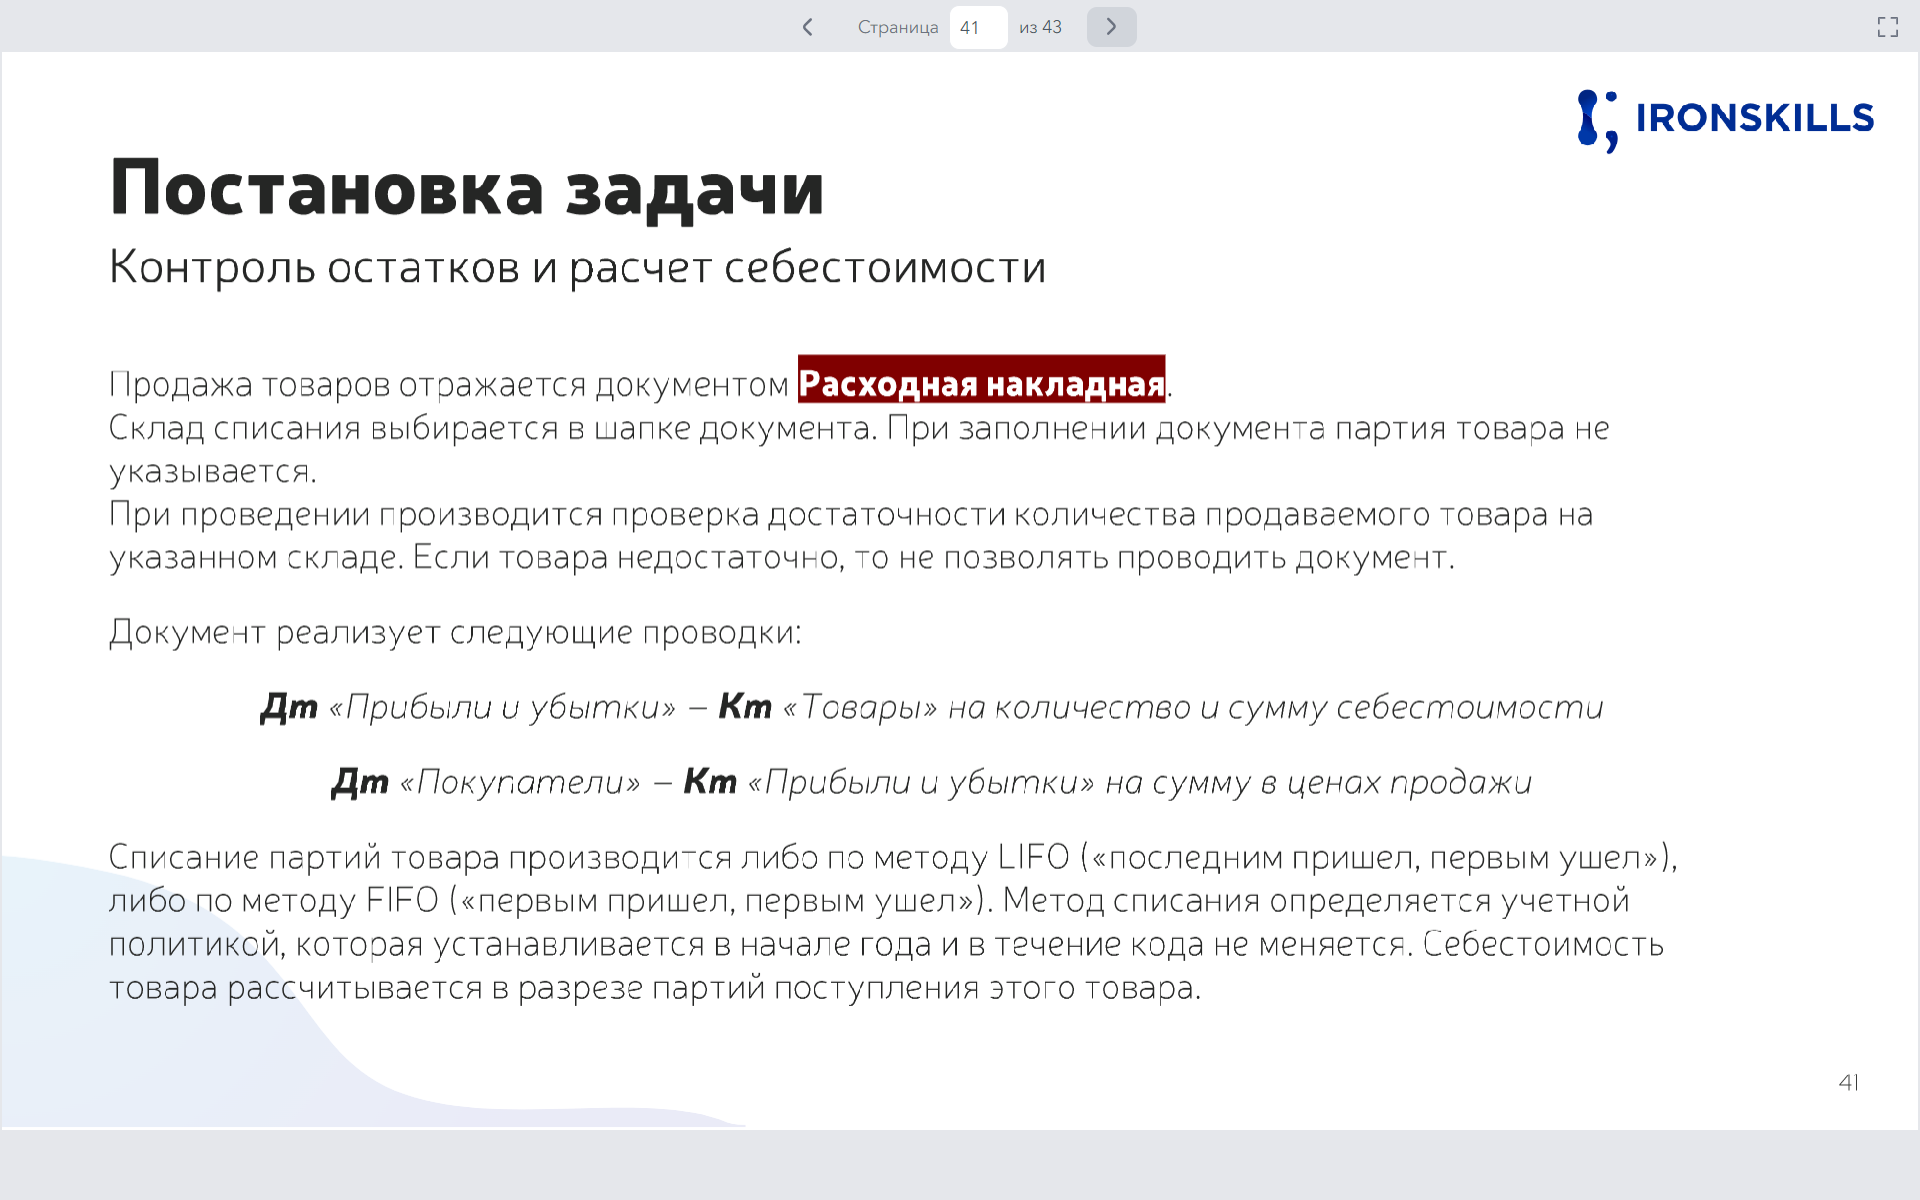 Страница 41 из 43
IRONSKILLS
Постановка задачи
Контроль остатков и расчет себестоимости
Продажа товаров отражается документом Расходная накладная.
Склад списания выбирается в шапке документа. При заполнении документа партия товара не
указывается.
При проведении производится проверка достаточности количества продаваемого товара на
указанном складе. Если товара недостаточно, то не позволять проводить документ.
Документ реализует следующие проводки:
Дт «Прибыли и убытки» – Кт «Товары» на количество и сумму себестоимости
Дт «Покупатели» – Кт «Прибыли и убытки» на сумму в ценах продажи
Списание партий товара производится либо по методу LIFO («последним пришел, первым ушел»),
либо по методу FIFO («первым пришел, первым ушел»). Метод списания определяется учетной
политикой, которая устанавливается в начале года и в течение кода не меняется. Себестоимость
товара рассчитывается в разрезе партий поступления этого товара.
41